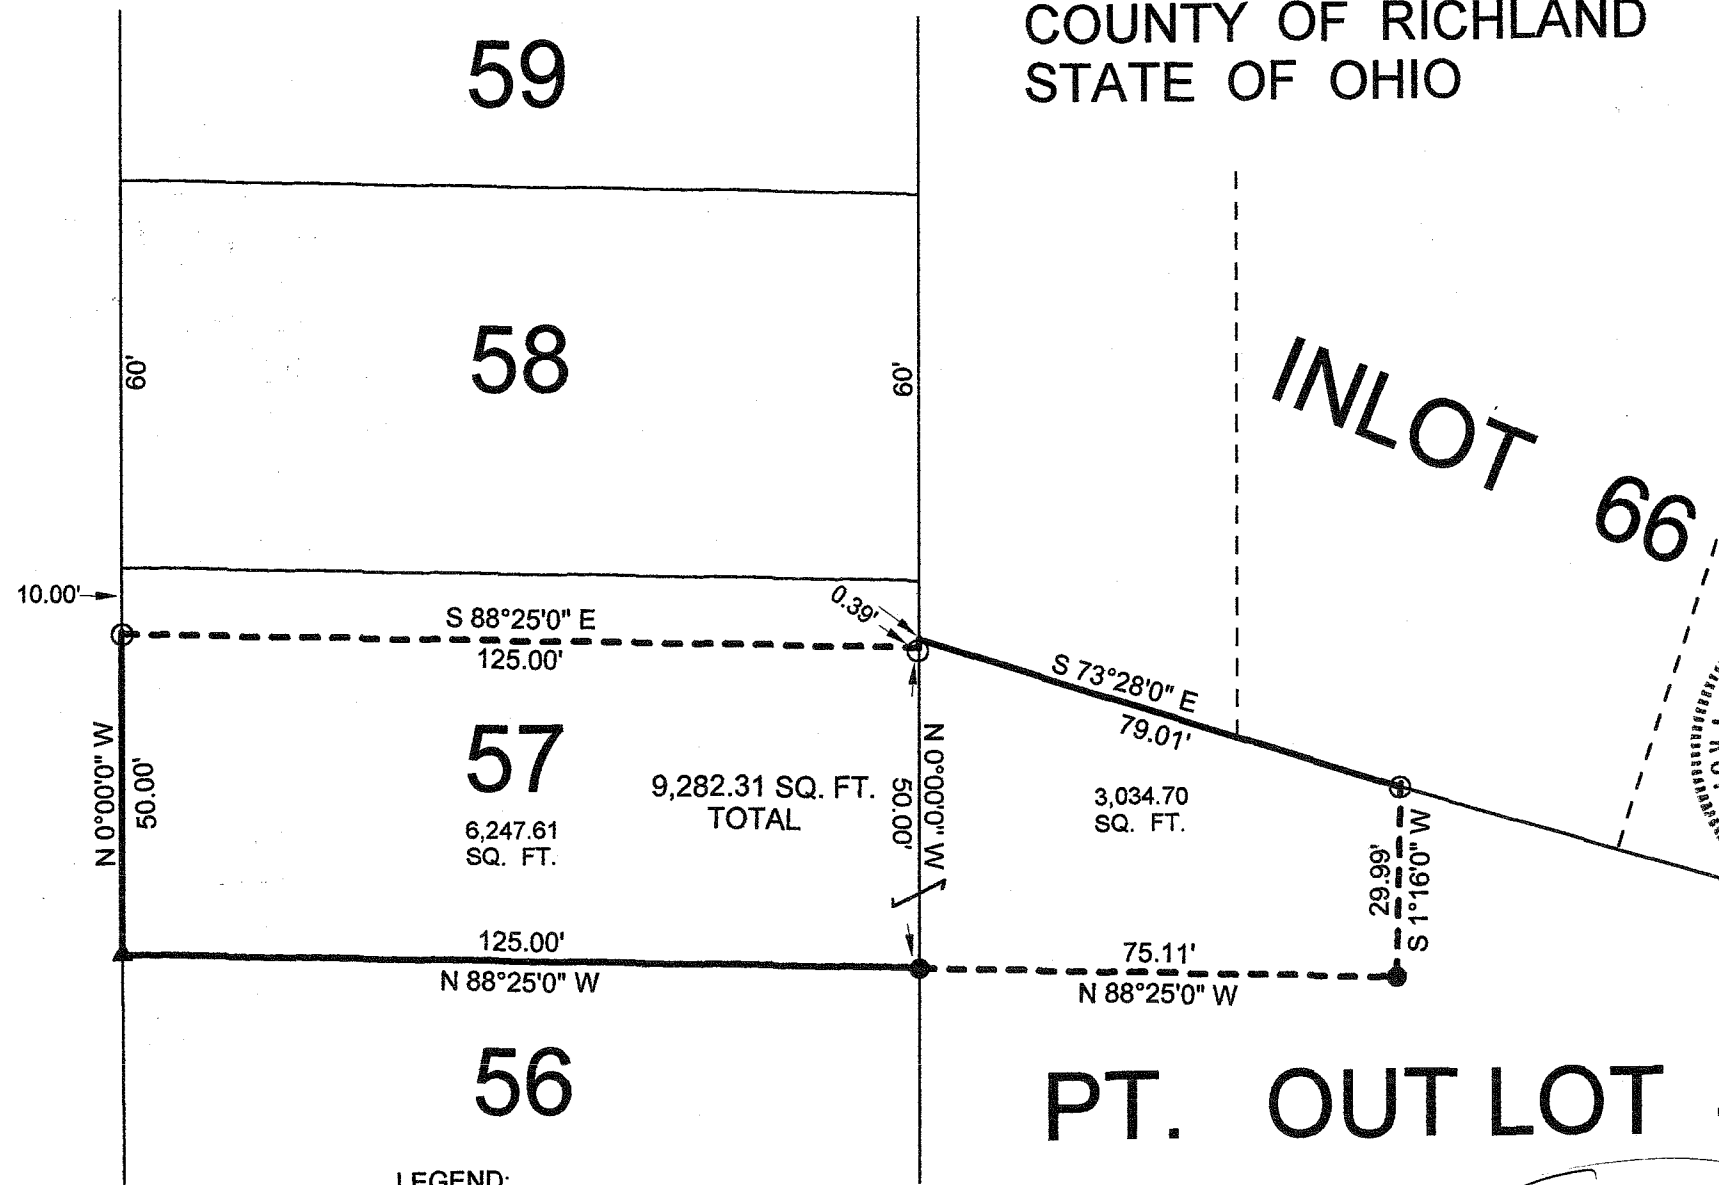 COUNTY OF RICHLAND
STATE OF OHIO
59
58
60'
60'
INLOT 66
10.00'
0.39'
S 88°25'0" E
125.00'
S 73°28'0" E
79.01'
N 0°00'0" W
50.00'
57
6,247.61
SQ. FT.
9,282.31 SQ. FT.
TOTAL
50.00'
N 0°00'0" W
3,034.70
SQ. FT.
29.99'
S 1°16'0" W
125.00'
N 88°25'0" W
75.11'
N 88°25'0" W
56
PT. OUT LOT
LEGEND: